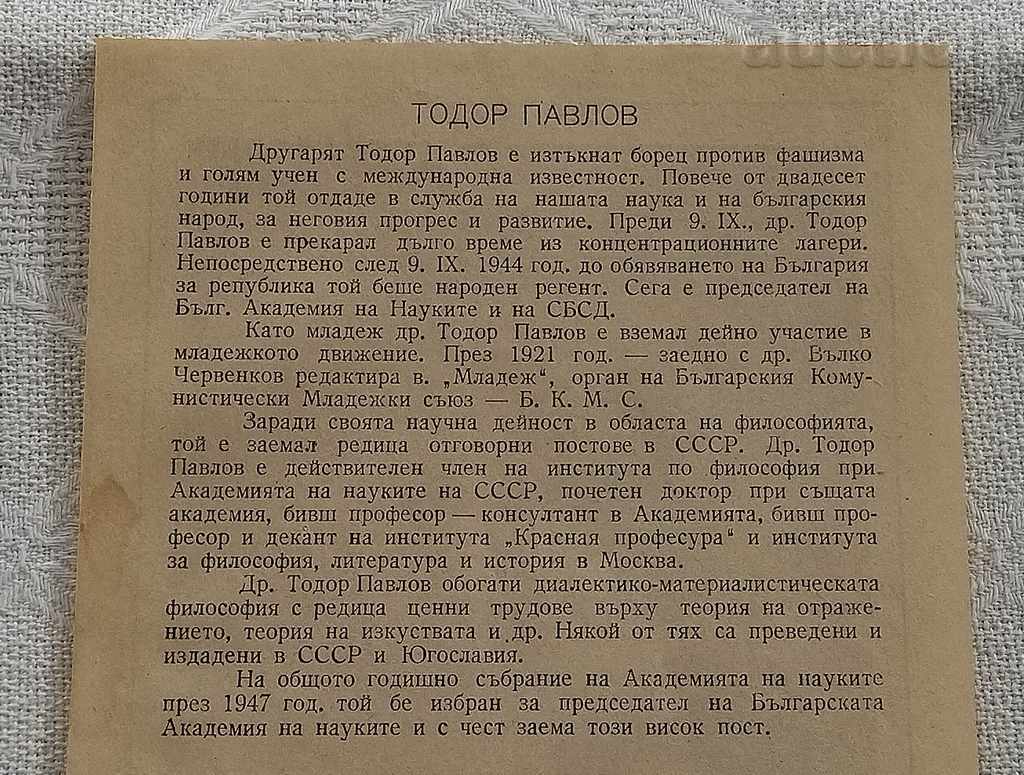 ТОДОР ПАВЛОВ
Другарят Тодор Павлов е изтъкнат борец против фашизма
и голям учен с международна известност. Повече от двадесет
години той отдаде в служба на нашата наука и на българския
народ, за неговия прогрес и развитие. Преди 9. IX., др. Тодор
Павлов е прекарал дълго време из концентрационните лагери.
Непосредствено след 9. IX. 1944 год. до обявяването на България
за република той беше народен регент. Сега е председател на
Бълг. Академия на Науките и на СБСД.
Като младеж др. Тодор Павлов е вземал дейно участие в
младежкото движение. През 1921 год. — заедно с др. Вълко
Червенков редактира в. „Младеж“, орган на Българския Кому-
нистически Младежки съюз — Б. К. М. С.
Заради своята научна дейност в областа на философията,
той е заемал редица отговорни постове в СССР. Др. Тодор
Павлов е действителен член на института по философия при
Академията на науките на СССР, почетен доктор при същата
академия, бивш професор — консултант в Академията, бивш про-
фесор и декант на института „Красная професура“ и института
за философия, литература и история в Москва.
Др. Тодор Павлов обогати диалектико-материалистическата
философия с редица ценни трудове върху теория на отраже-
нието, теория на изкуствата и др. Някой от тях са преведени и
издадени в СССР и Югославия.
На общото годишно събрание на Академията на науките
през 1947 год. той бе избран за председател на Българската
Академия на науките и с чест заема този висок пост.